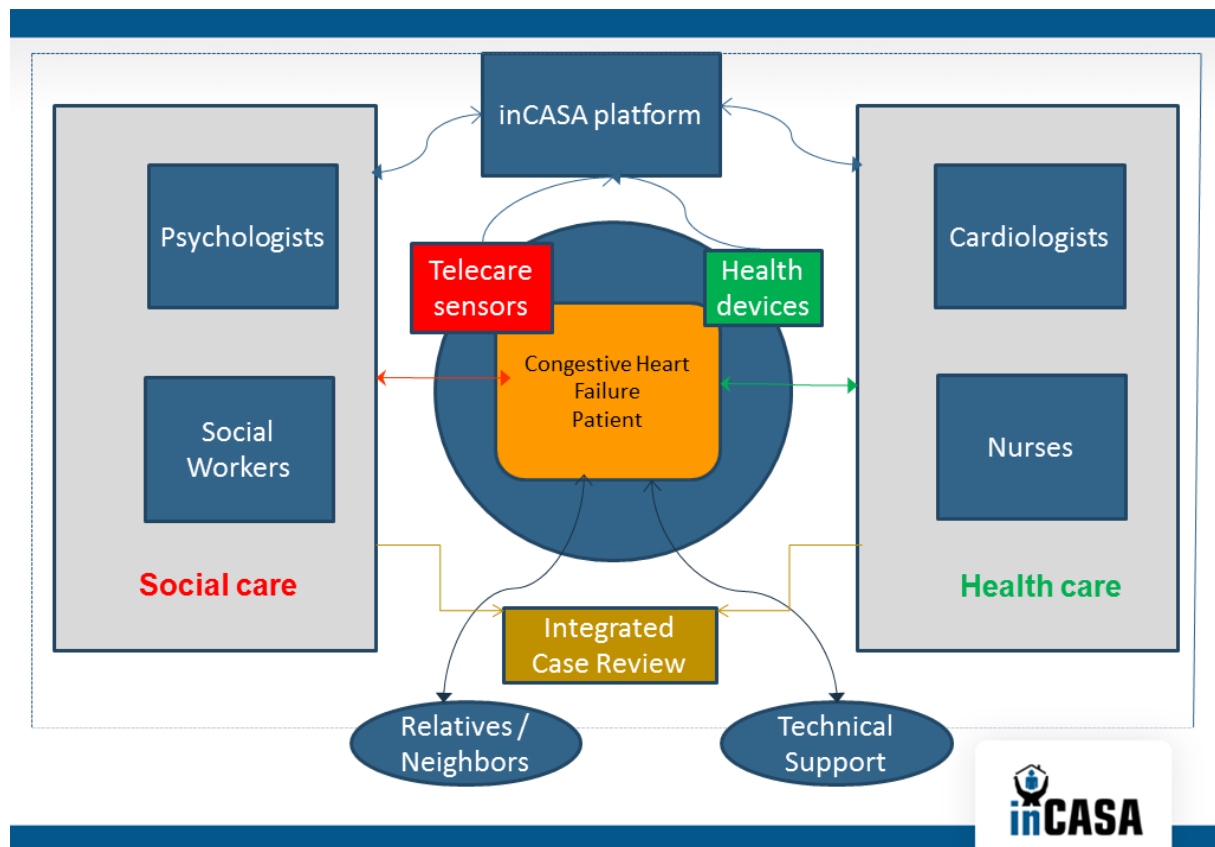 inCASA platform
Psychologists
Cardiologists
Telecare
sensors
Health
devices
Congestive Heart
Failure
Patient
Social
Workers
Nurses
Social care
Health care
Integrated
Case Review
Relatives /
Neighbors
Technical
Support
inCASA